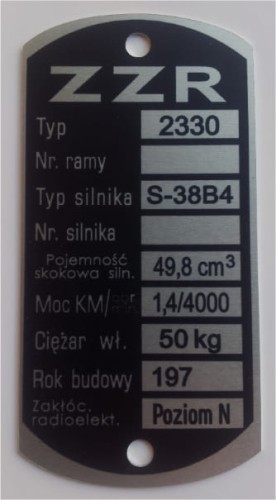 ZZR
Typ 2330
Nr. ramy
Typ silnika S-38B4
Nr. silnika
Pojemność
skokowa siln. 49,8 cm³
Moc KM/ 1,4/4000
Ciężar wł. 50 kg
Rok budowy 197
Zakłóc.
radioelekt. Poziom N